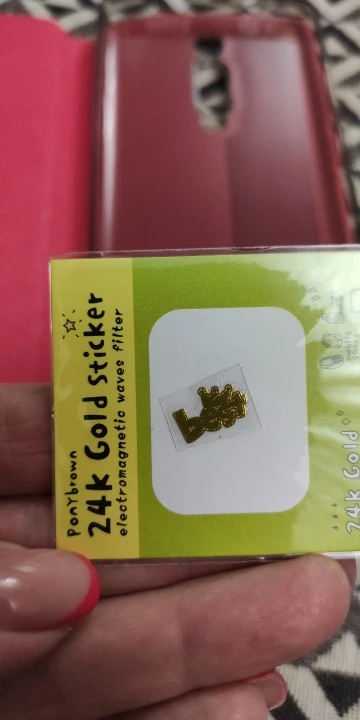 Ponybrown
24k Gold Sticker
electromagnetic waves filter
best
24k Gold